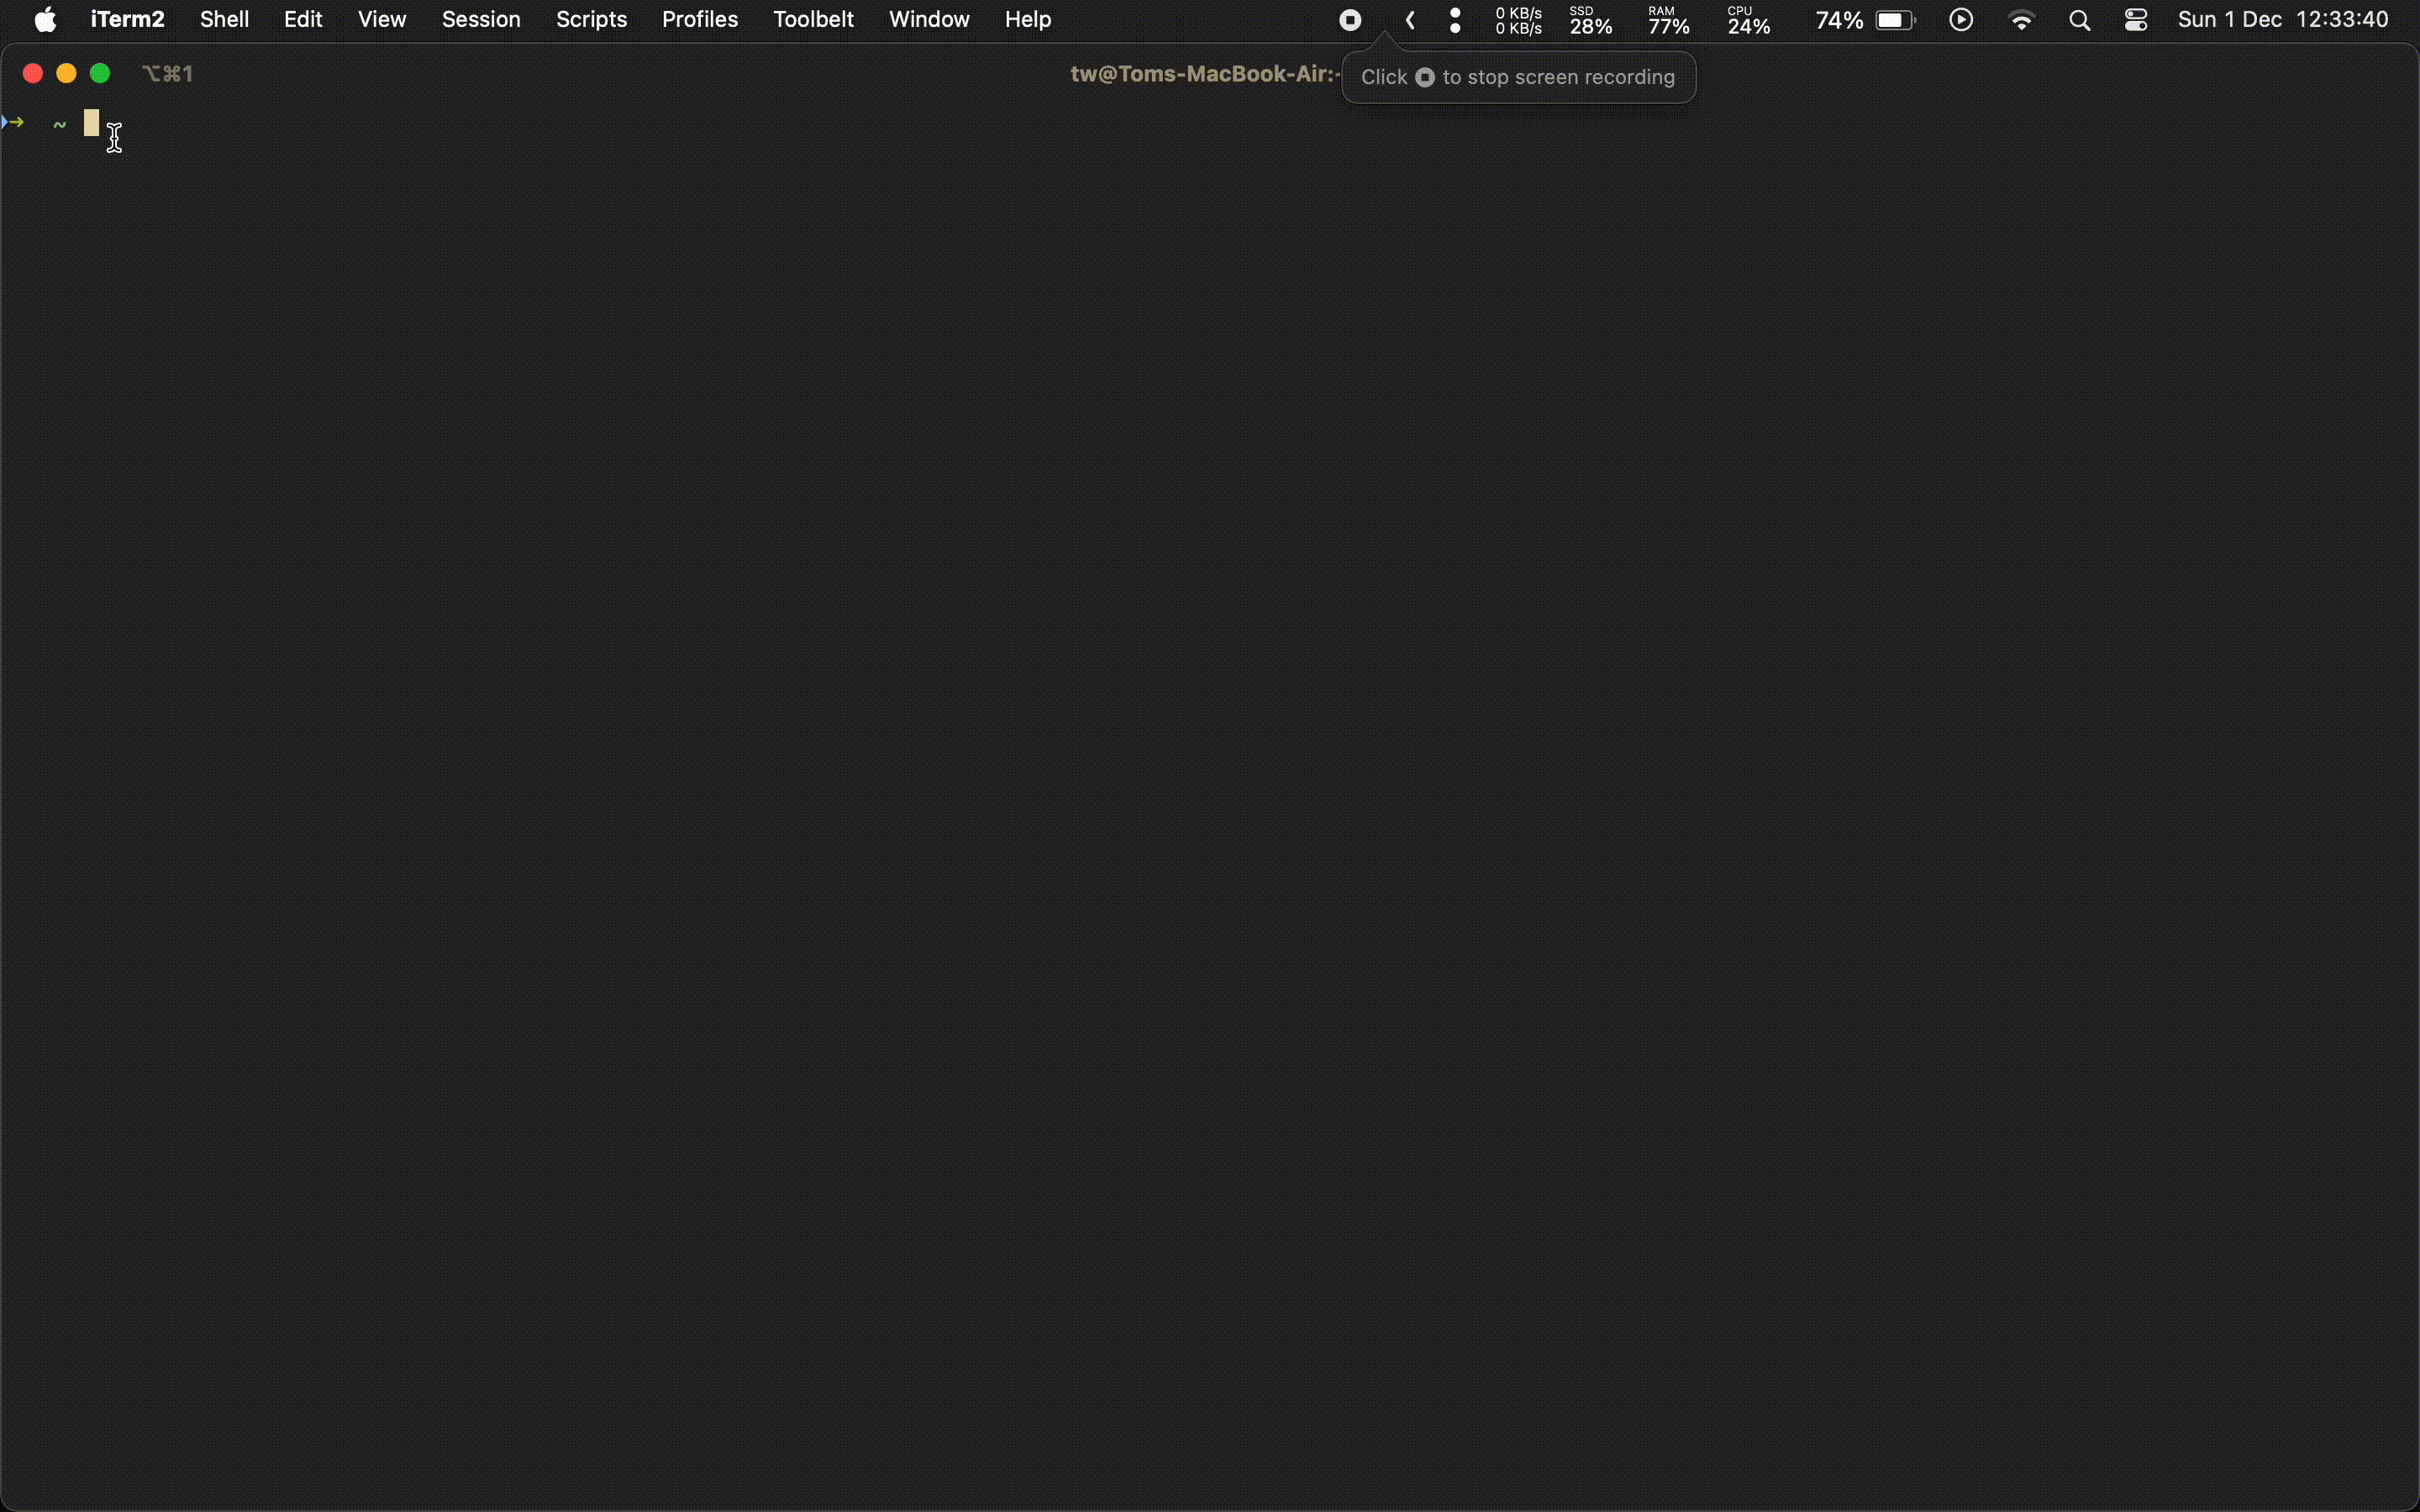 iTerm2 Shell Edit View Session Scripts Profiles Toolbelt Window Help 0 KB/s 0 KB/s SSD 28% RAM 77% CPU 24% 74% Sun 1 Dec 12:33:40
⌥⌘1 tw@Toms-MacBook-Air:
Click to stop screen recording
➜ ~